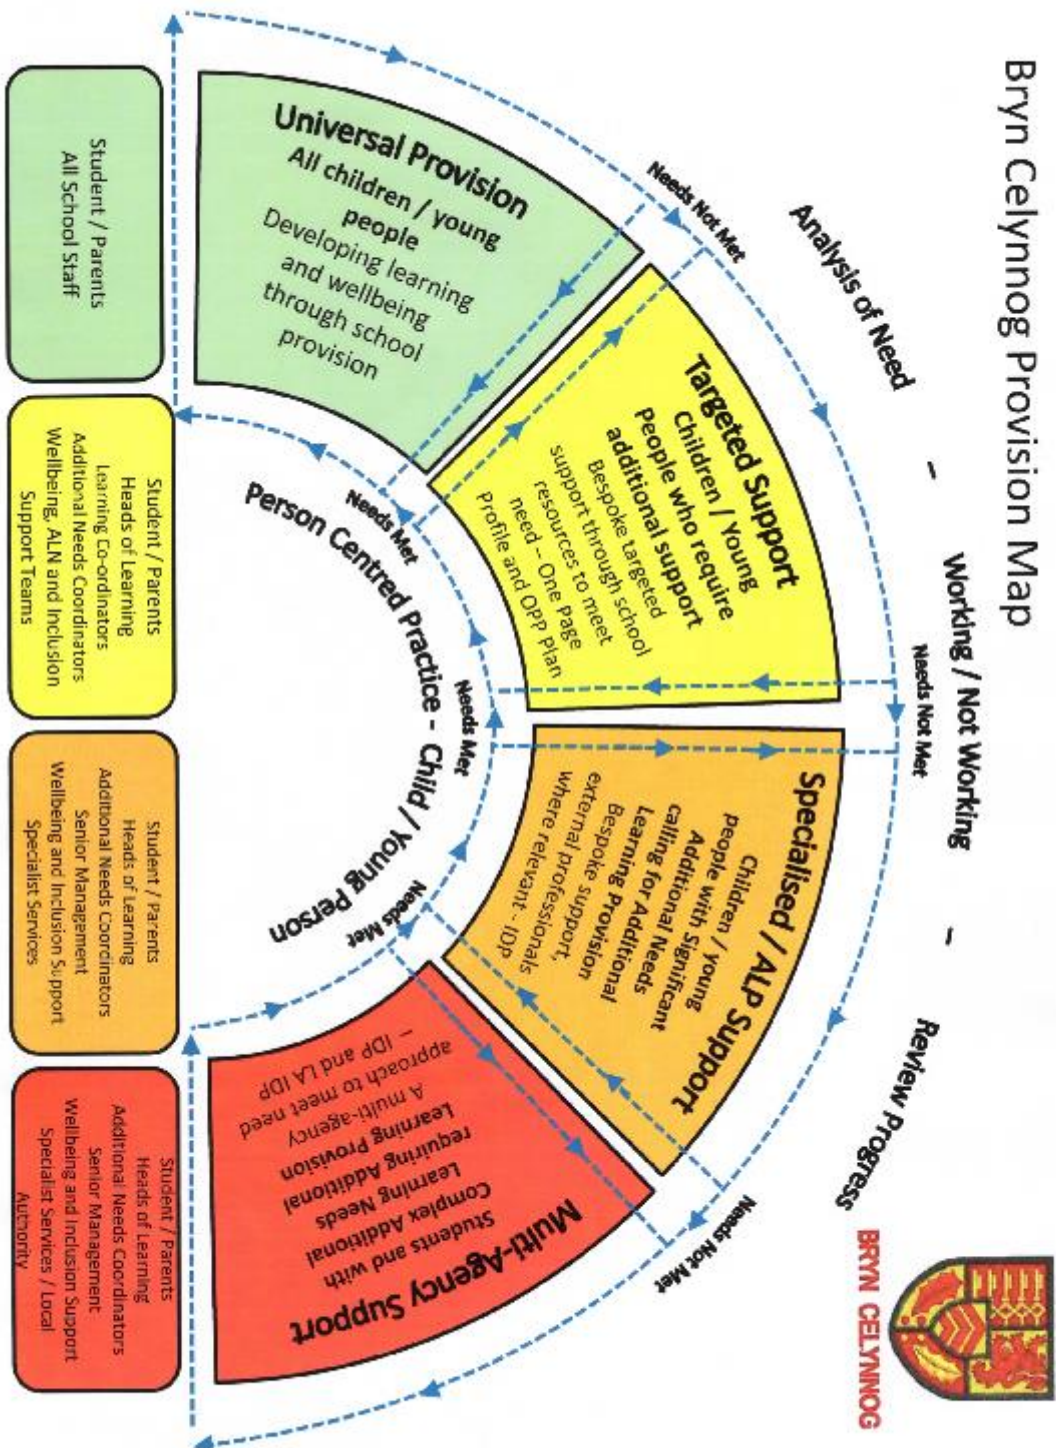 Bryn Celynnog Provision Map
BRYN CELYNNOG
Analysis of Need
–
Working / Not Working
–
Review Progress
Needs Not Met
Needs Not Met
Needs Not Met
Universal Provision
All children / young
people
Developing learning
and wellbeing
through school
provision
Targeted Support
Children / Young
People who require
additional support
Bespoke targeted
support through school
resources to meet
need – One Page
Profile and OPP Plan
Specialised / ALP Support
Children / young
people with Significant
Additional Needs
calling for Additional
Learning Provision
Bespoke support,
external professionals
where relevant - IDP
Multi-Agency Support
Students and with
Complex Additional
Learning Needs
requiring Additional
Learning Provision
A multi-agency
approach to meet need
– IDP and LA IDP
Needs Met
Needs Met
Needs Met
Person Centred Practice - Child / Young Person
Student / Parents
All School Staff
Student / Parents
Heads of Learning
Learning Co-ordinators
Additional Needs Coordinators
Wellbeing, ALN and Inclusion
Support Teams
Student / Parents
Heads of Learning
Additional Needs Coordinators
Senior Management
Wellbeing and Inclusion Support
Specialist Services
Student / Parents
Heads of Learning
Additional Needs Coordinators
Senior Management
Wellbeing and Inclusion Support
Specialist Services / Local
Authority